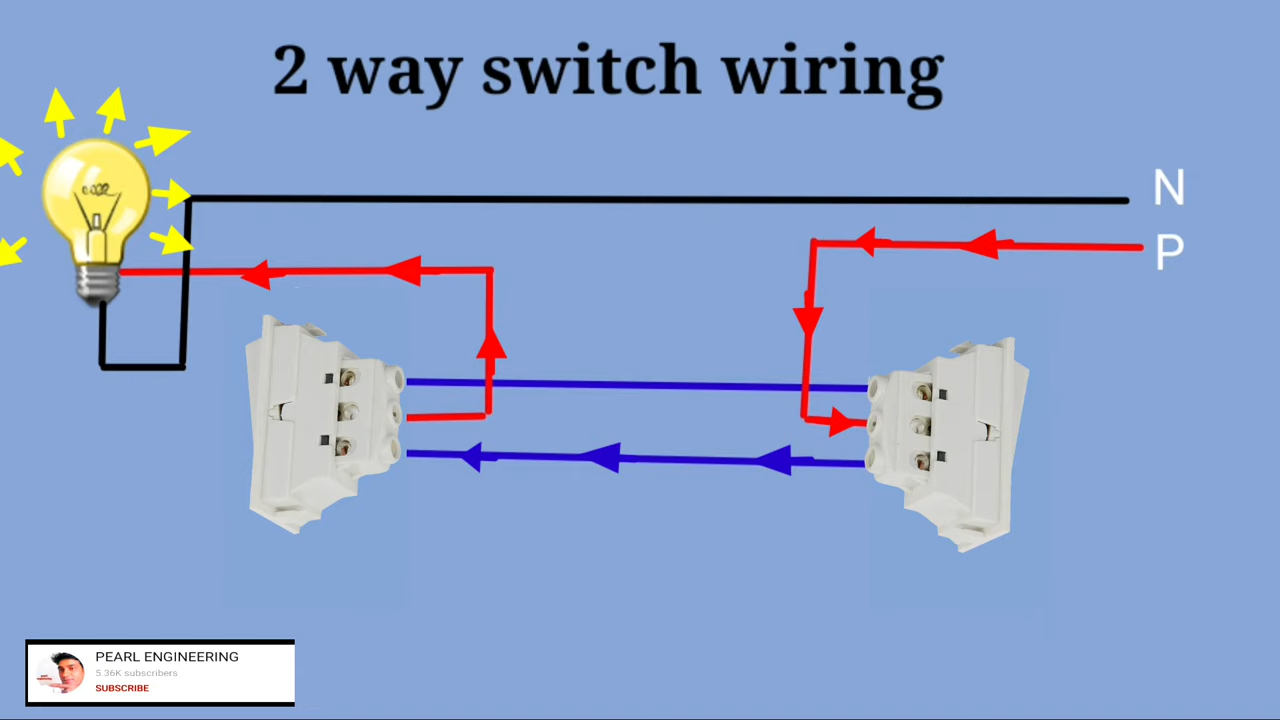 2 way switch wiring
N
P
PEARL ENGINEERING
5.36K subscribers
SUBSCRIBE